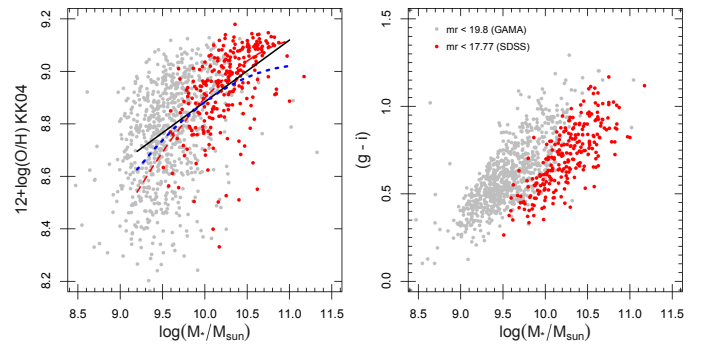 12+log(O/H) KK04
9.2
9.0
8.8
8.6
8.4
8.2
8.5 9.0 9.5 10.0 10.5 11.0 11.5
log(M*/Msun)
(g - i)
1.5
1.0
0.5
0.0
mr < 19.8 (GAMA)
mr < 17.77 (SDSS)
8.5 9.0 9.5 10.0 10.5 11.0 11.5
log(M*/Msun)